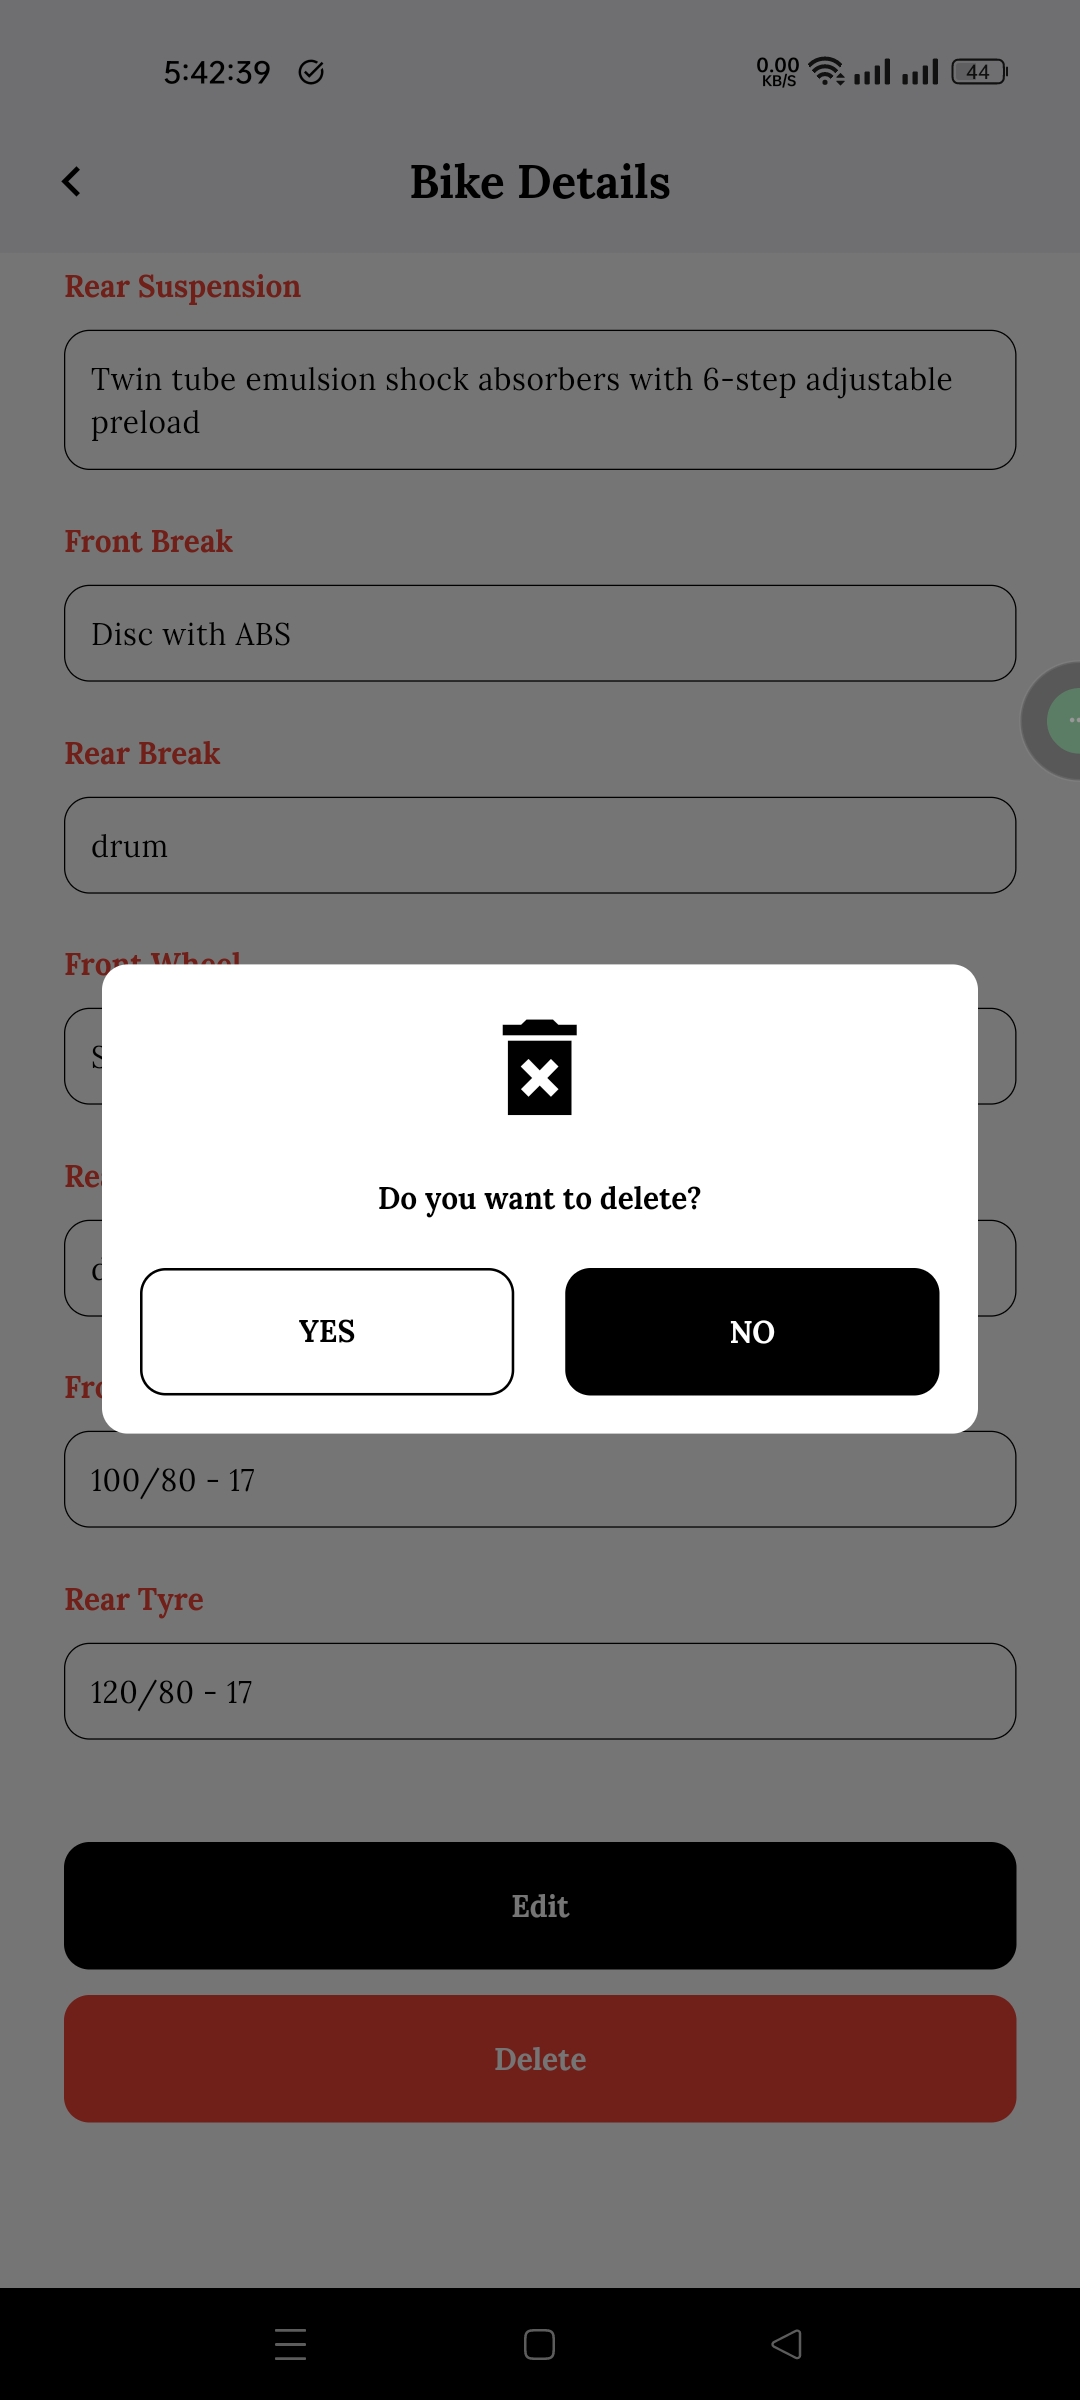 5:42:39
0.00
KB/S
44
Bike Details
Rear Suspension
Twin tube emulsion shock absorbers with 6-step adjustable
preload
Front Break
Disc with ABS
Rear Break
drum
Front Wheel
Do you want to delete?
YES
NO
100/80 - 17
Rear Tyre
120/80 - 17
Edit
Delete